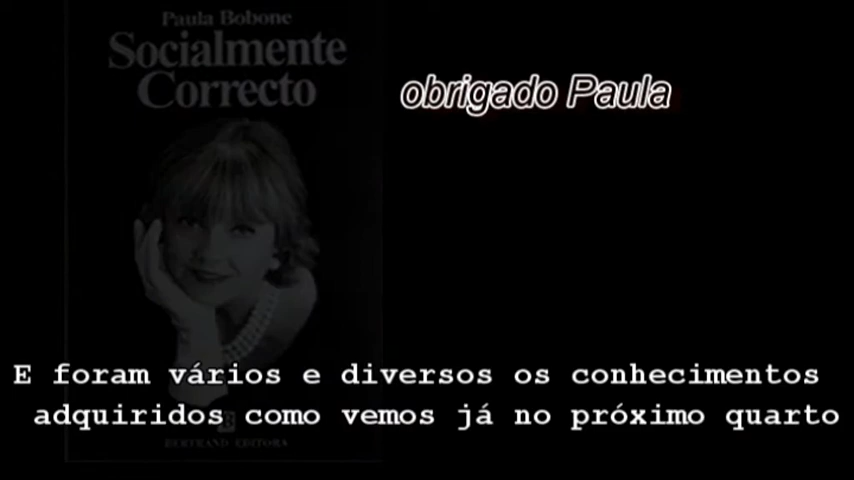 Paula Bobone
Socialmente
Correcto
obrigado Paula
E foram vários e diversos os conhecimentos
adquiridos como vemos já no próximo quarto
BERTRAND EDITORA